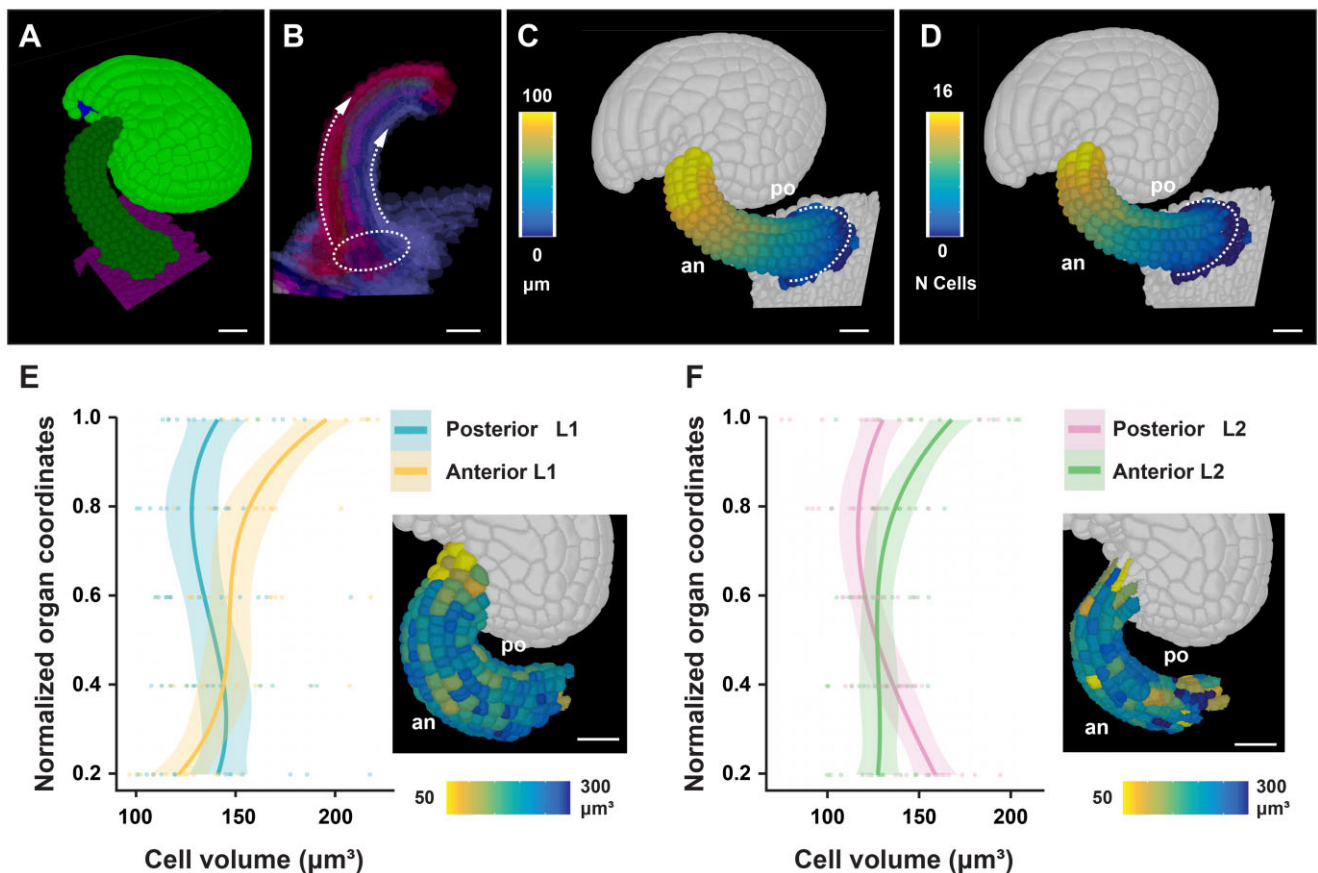 A
B
C
D
100
0
µm
po
an
16
0
N Cells
po
an
E
Normalized organ coordinates
1.0
0.8
0.6
0.4
0.2
100
150
200
Cell volume (µm³)
Posterior L1
Anterior L1
po
an
50
300
µm³
F
Normalized organ coordinates
1.0
0.8
0.6
0.4
0.2
100
150
200
Cell volume (µm³)
Posterior L2
Anterior L2
po
an
50
300
µm³